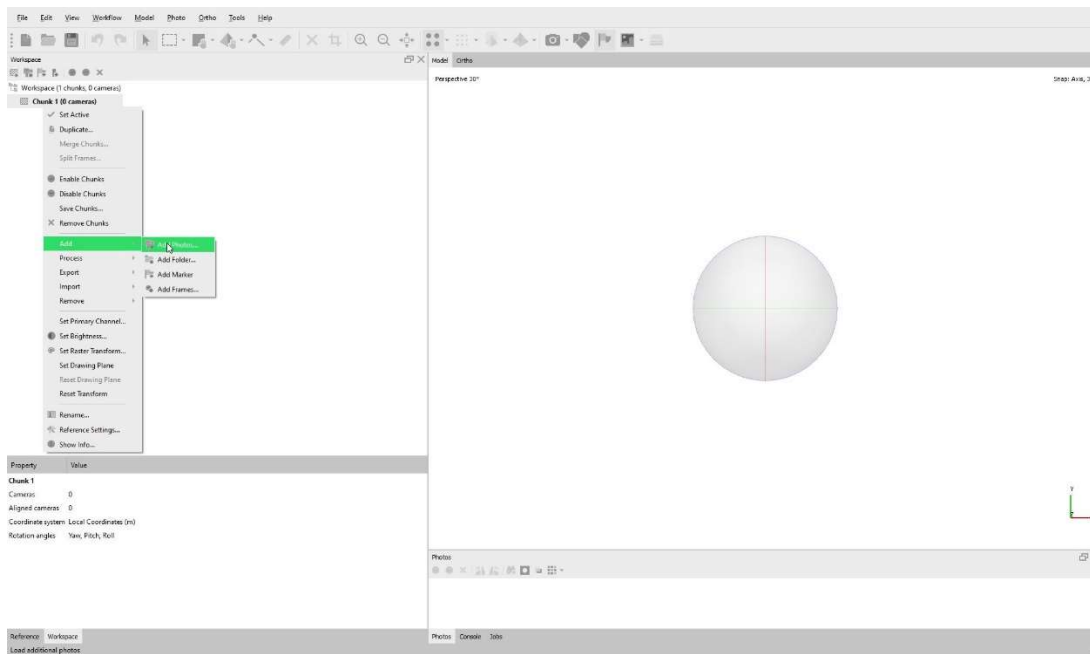 File Edit View Workflow Model Photo Ortho Tools Help
Workspace
Model Ortho
Perspective 30°
Snap: Axis, 3
Workspace (1 chunks, 0 cameras)
Chunk 1 (0 cameras)
Set Active
Duplicate...
Merge Chunks...
Split Frames...
Enable Chunks
Disable Chunks
Save Chunks...
Remove Chunks
Add
Add Photos...
Process
Add Folder...
Export
Add Marker
Import
Add Frames...
Remove
Set Primary Channel...
Set Brightness...
Set Raster Transform...
Set Drawing Plane
Reset Drawing Plane
Reset Transform
Rename...
Reference Settings...
Show Info...
Property Value
Chunk 1
Cameras 0
Aligned cameras 0
Coordinate system Local Coordinates (m)
Rotation angles Yaw, Pitch, Roll
Y
Photos
Reference Workspace
Photos Console Jobs
Load additional photos